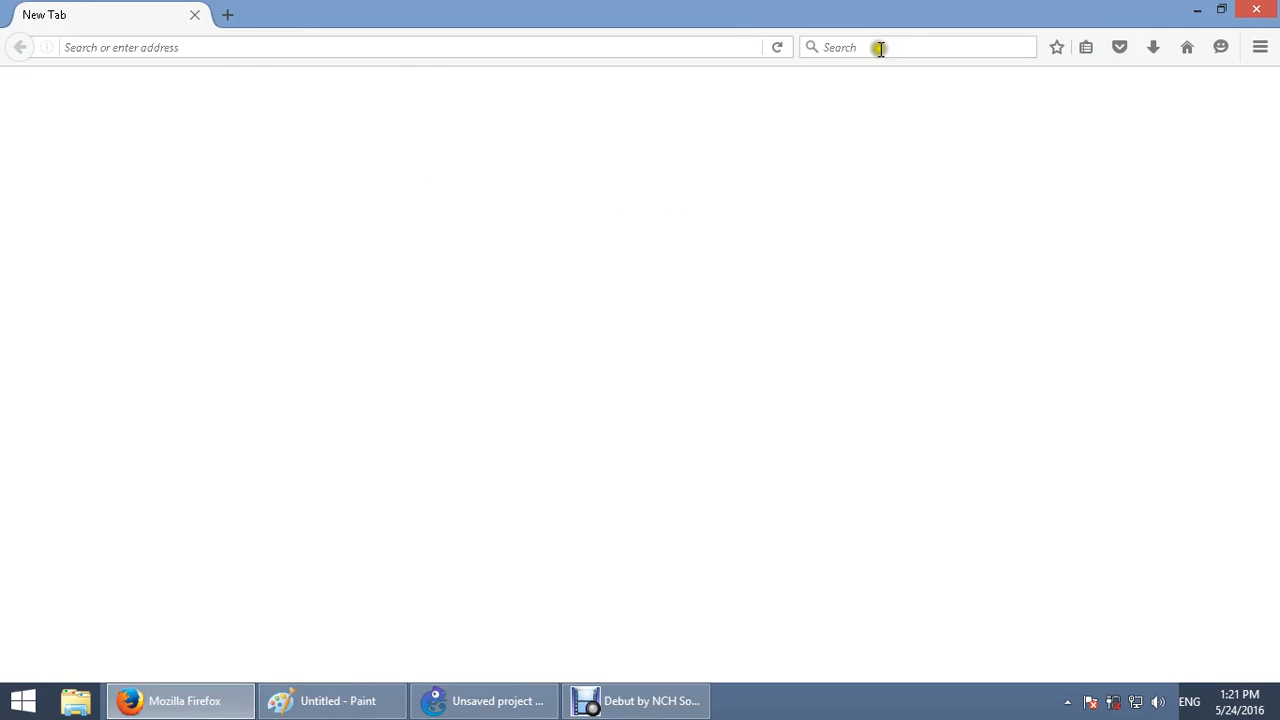 New Tab
Search or enter address
Search
Mozilla Firefox
Untitled - Paint
Unsaved project ...
Debut by NCH So...
ENG
1:21 PM
5/24/2016